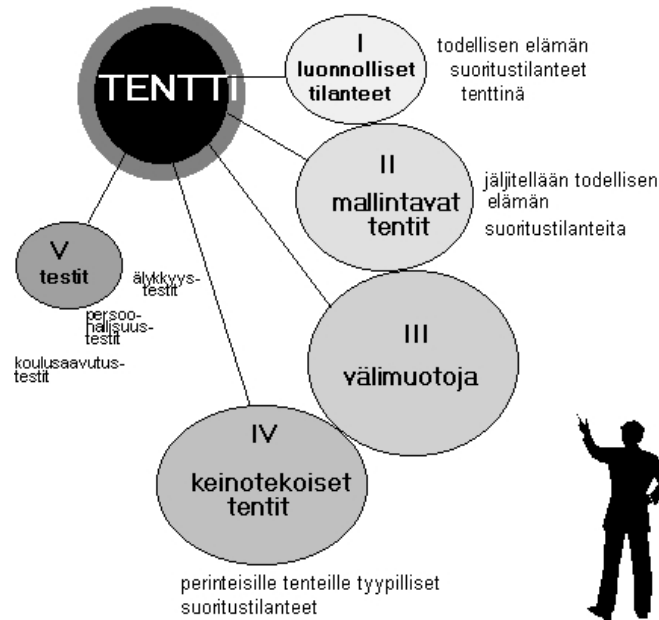 TENTTI
I
luonnolliset
tilanteet
todellisen elämän
suoritustilanteet
tenttinä
II
mallintavat
tentit
jäljitellään todellisen
elämän
suoritustilanteita
III
välimuotoja
IV
keinotekoiset
tentit
perinteisille tenteille tyypilliset
suoritustilanteet
V
testit
älykkyys-
testit
persoo-
hallisuus-
testit
koulusaavutus-
testit